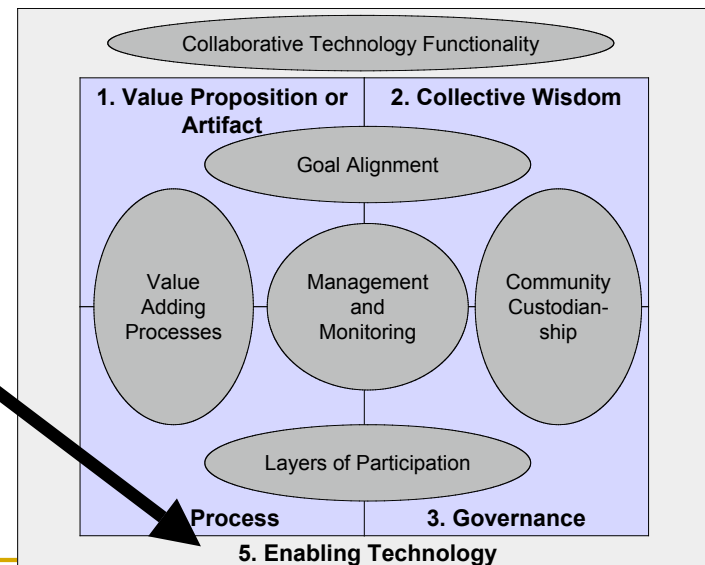 Collaborative Technology Functionality
1. Value Proposition or
Artifact
2. Collective Wisdom
Goal Alignment
Value
Adding
Processes
Management
and
Monitoring
Community
Custodian-
ship
Layers of Participation
Process
3. Governance
5. Enabling Technology